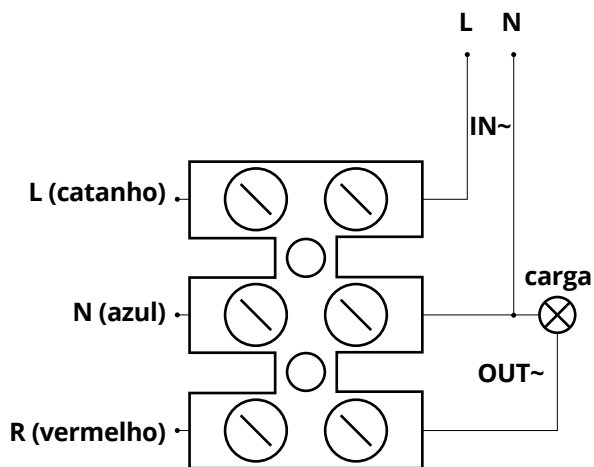 L N
IN~
L (catanho)
carga
N (azul)
OUT~
R (vermelho)